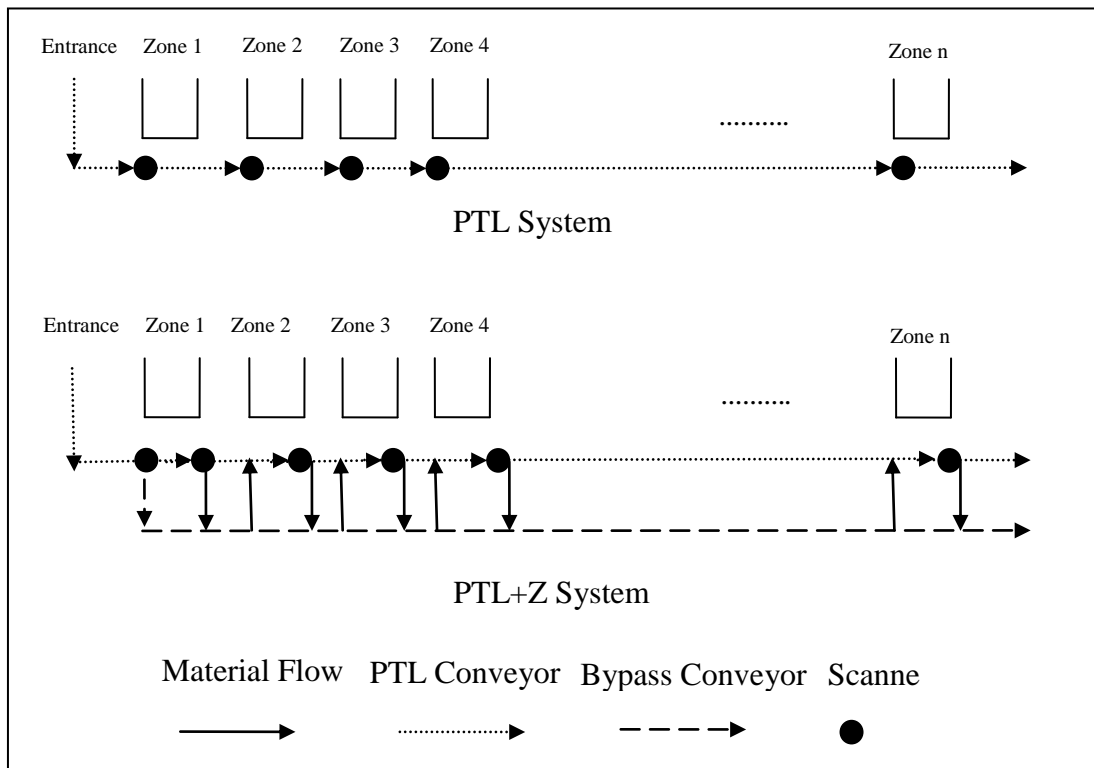 Entrance Zone 1 Zone 2 Zone 3 Zone 4 Zone n
..........
PTL System
Entrance Zone 1 Zone 2 Zone 3 Zone 4 Zone n
..........
PTL+Z System
Material Flow PTL Conveyor Bypass Conveyor Scanne